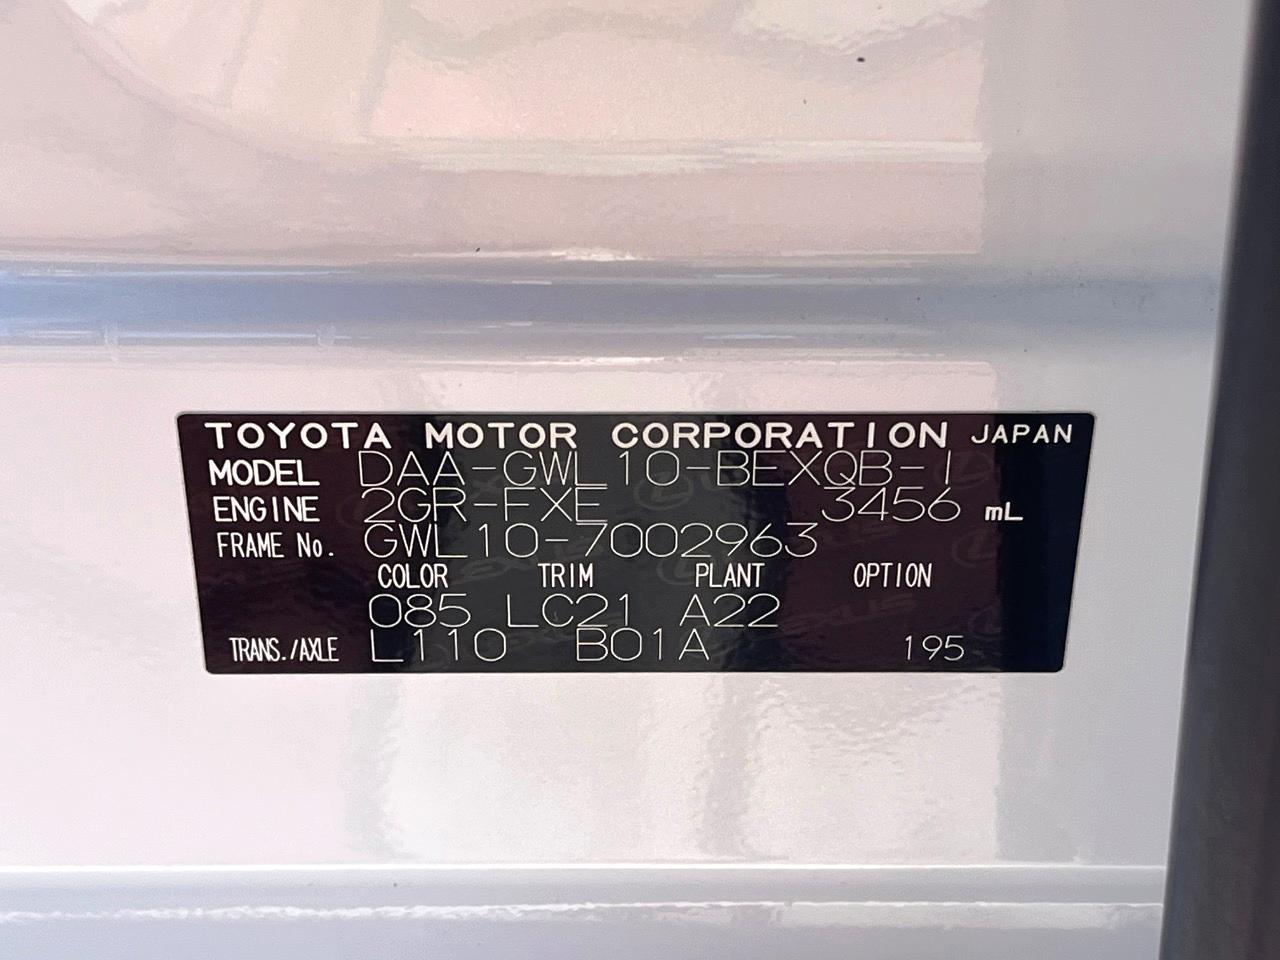 TOYOTA MOTOR CORPORATION JAPAN
MODEL DAA-GWL10-BEXQB-I
ENGINE 2GR-FXE 3456 mL
FRAME No. GWL10-7002963
COLOR TRIM PLANT OPTION
085 LC21 A22
TRANS./AXLE L110 B01A 195